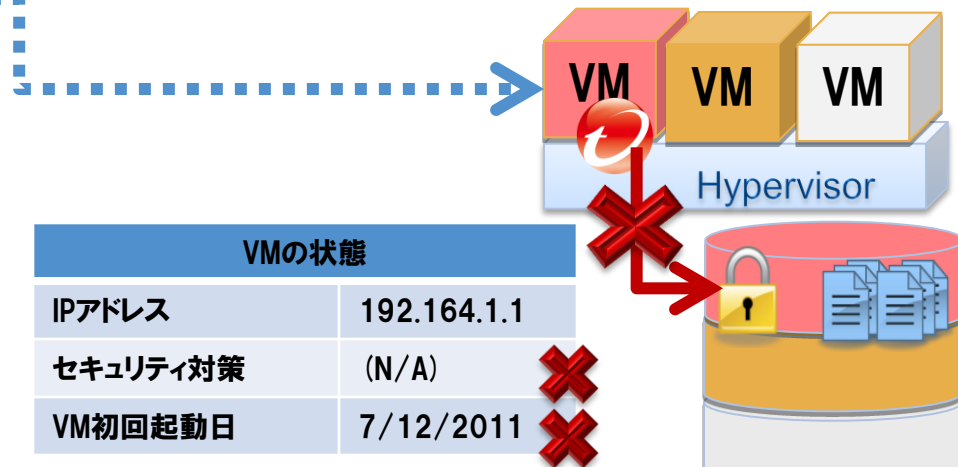 VM VM VM
Hypervisor
VMの状態
IPアドレス 192.164.1.1
セキュリティ対策 (N/A)
VM初回起動日 7/12/2011